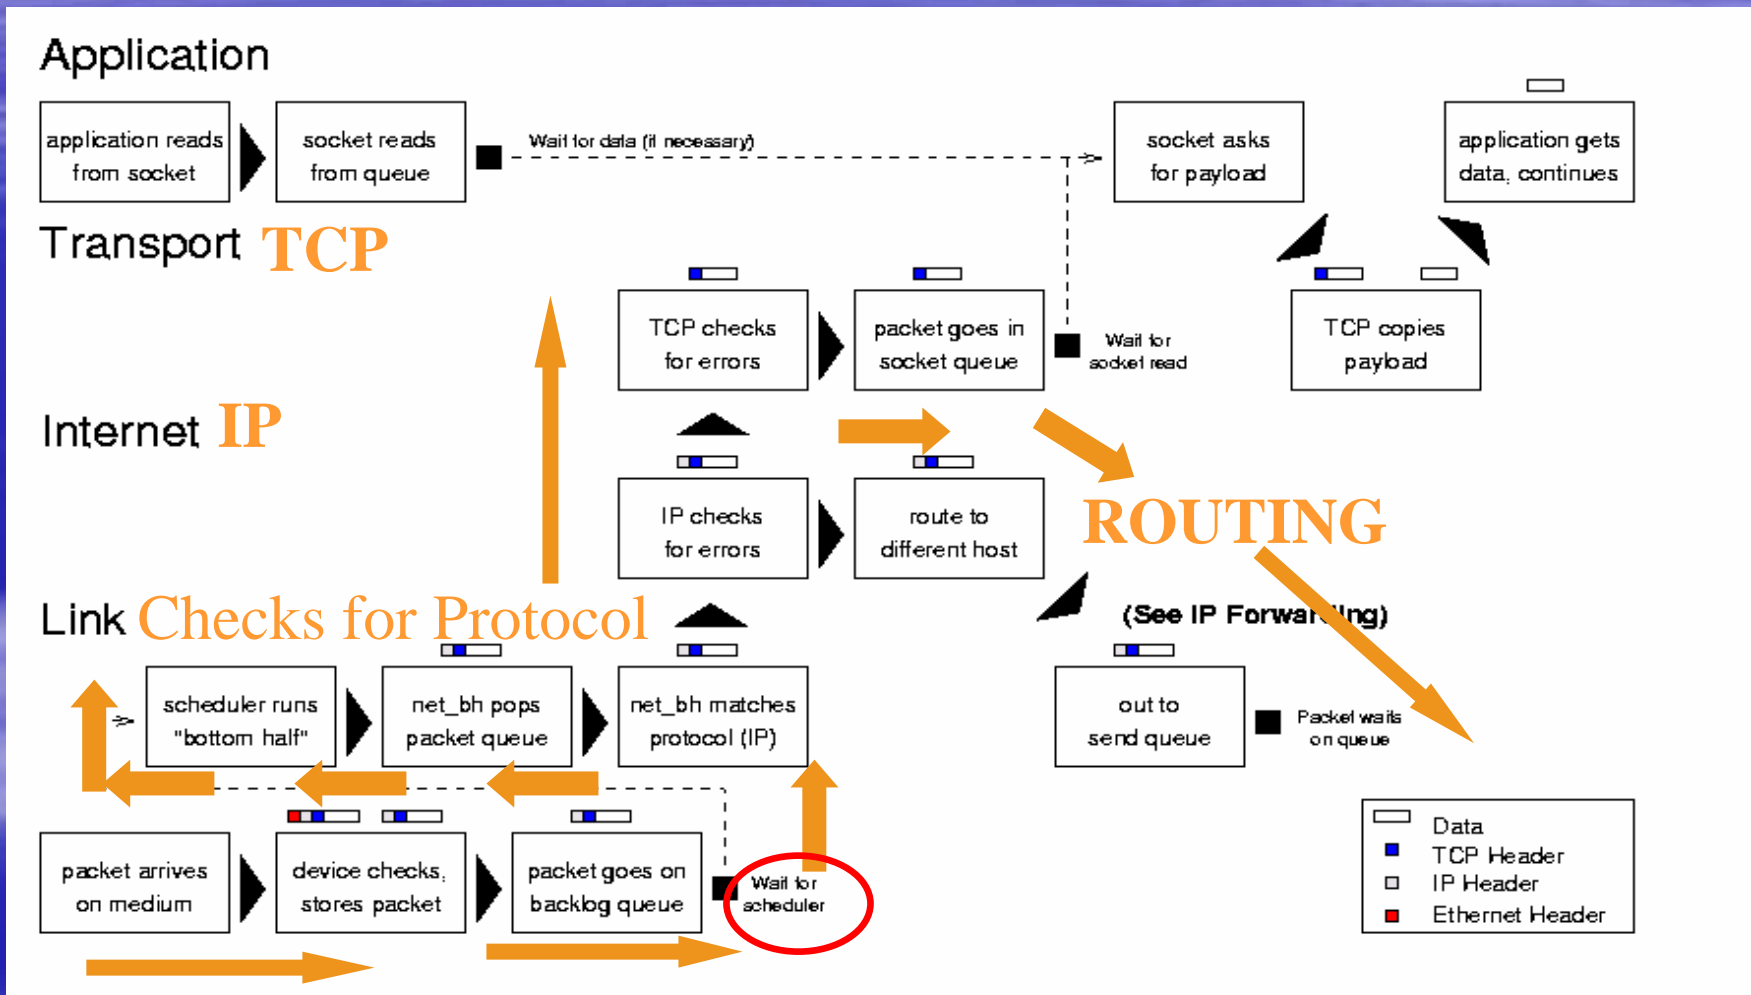 Application
application reads
from socket
socket reads
from queue
Wait for data (if necessary)
socket asks
for payload
application gets
data, continues
Transport TCP
TCP checks
for errors
packet goes in
socket queue
Wait for
socket read
TCP copies
payload
Internet IP
IP checks
for errors
route to
different host
ROUTING
(See IP Forwarding)
Link Checks for Protocol
scheduler runs
"bottom half"
net_bh pops
packet queue
net_bh matches
protocol (IP)
out to
send queue
Packet waits
on queue
packet arrives
on medium
device checks,
stores packet
packet goes on
backlog queue
Wait for
scheduler
Data
TCP Header
IP Header
Ethernet Header